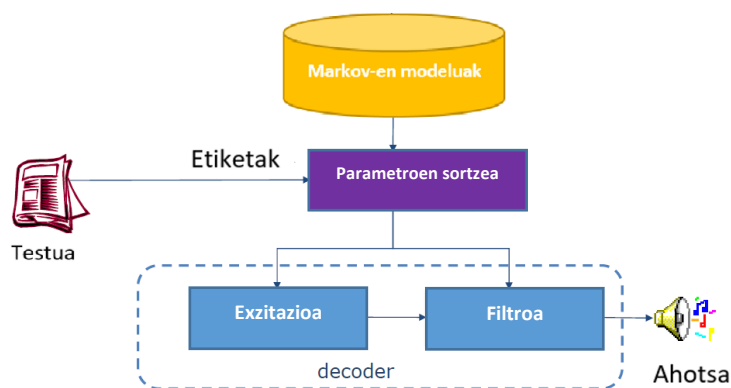 Markov-en modeluak
Etiketak
Parametroen sortzea
Testua
Exzitazioa
Filtroa
decoder
Ahotsa